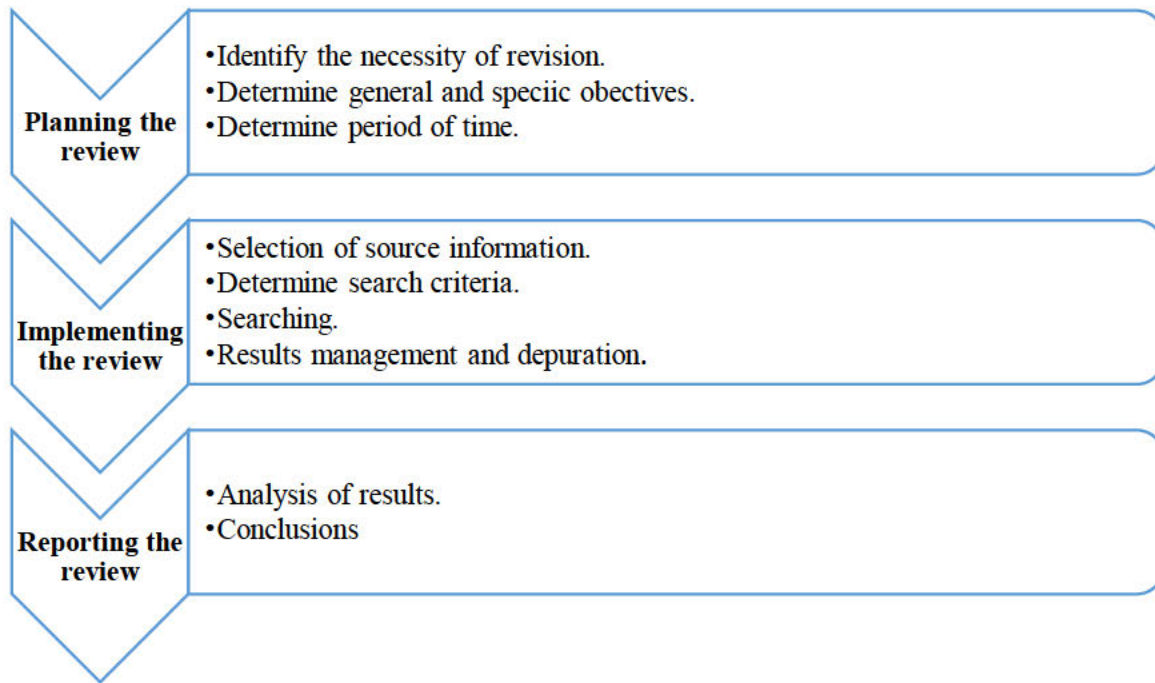 Planning the
review
•Identify the necessity of revision.
•Determine general and speciic obectives.
•Determine period of time.
Implementing
the review
•Selection of source information.
•Determine search criteria.
•Searching.
•Results management and depuration.
Reporting the
review
•Analysis of results.
•Conclusions